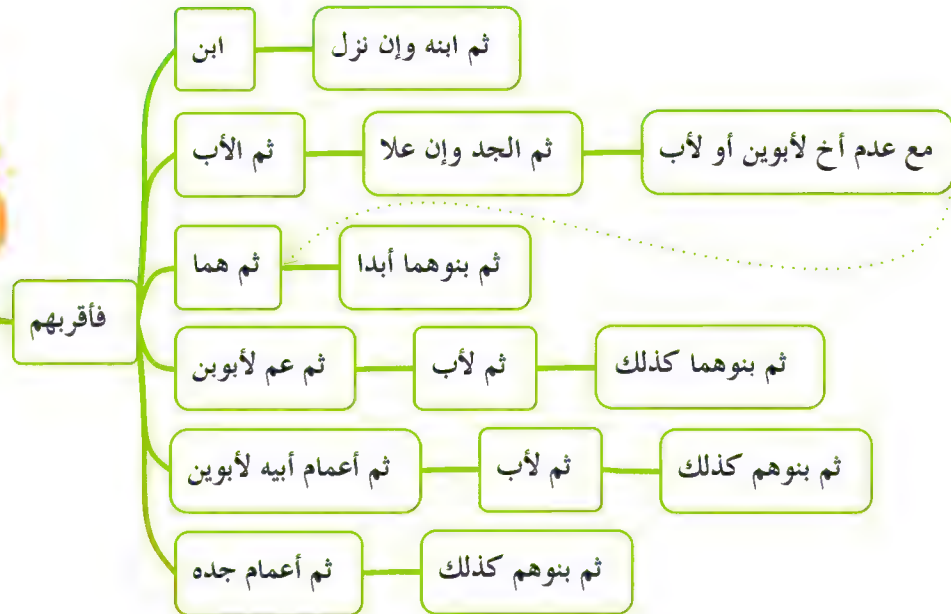 فأقربهم
ابن
ثم ابنه وإن نزل
ثم الأب
ثم الجد وإن علا
مع عدم أخ لأبوين أو لأب
ثم هما
ثم بنوهما أبدا
ثم عم لأبوين
ثم لأب
ثم بنوهما كذلك
ثم أعمام أبيه لأبوين
ثم لأب
ثم بنوهم كذلك
ثم أعمام جده
ثم بنوهم كذلك